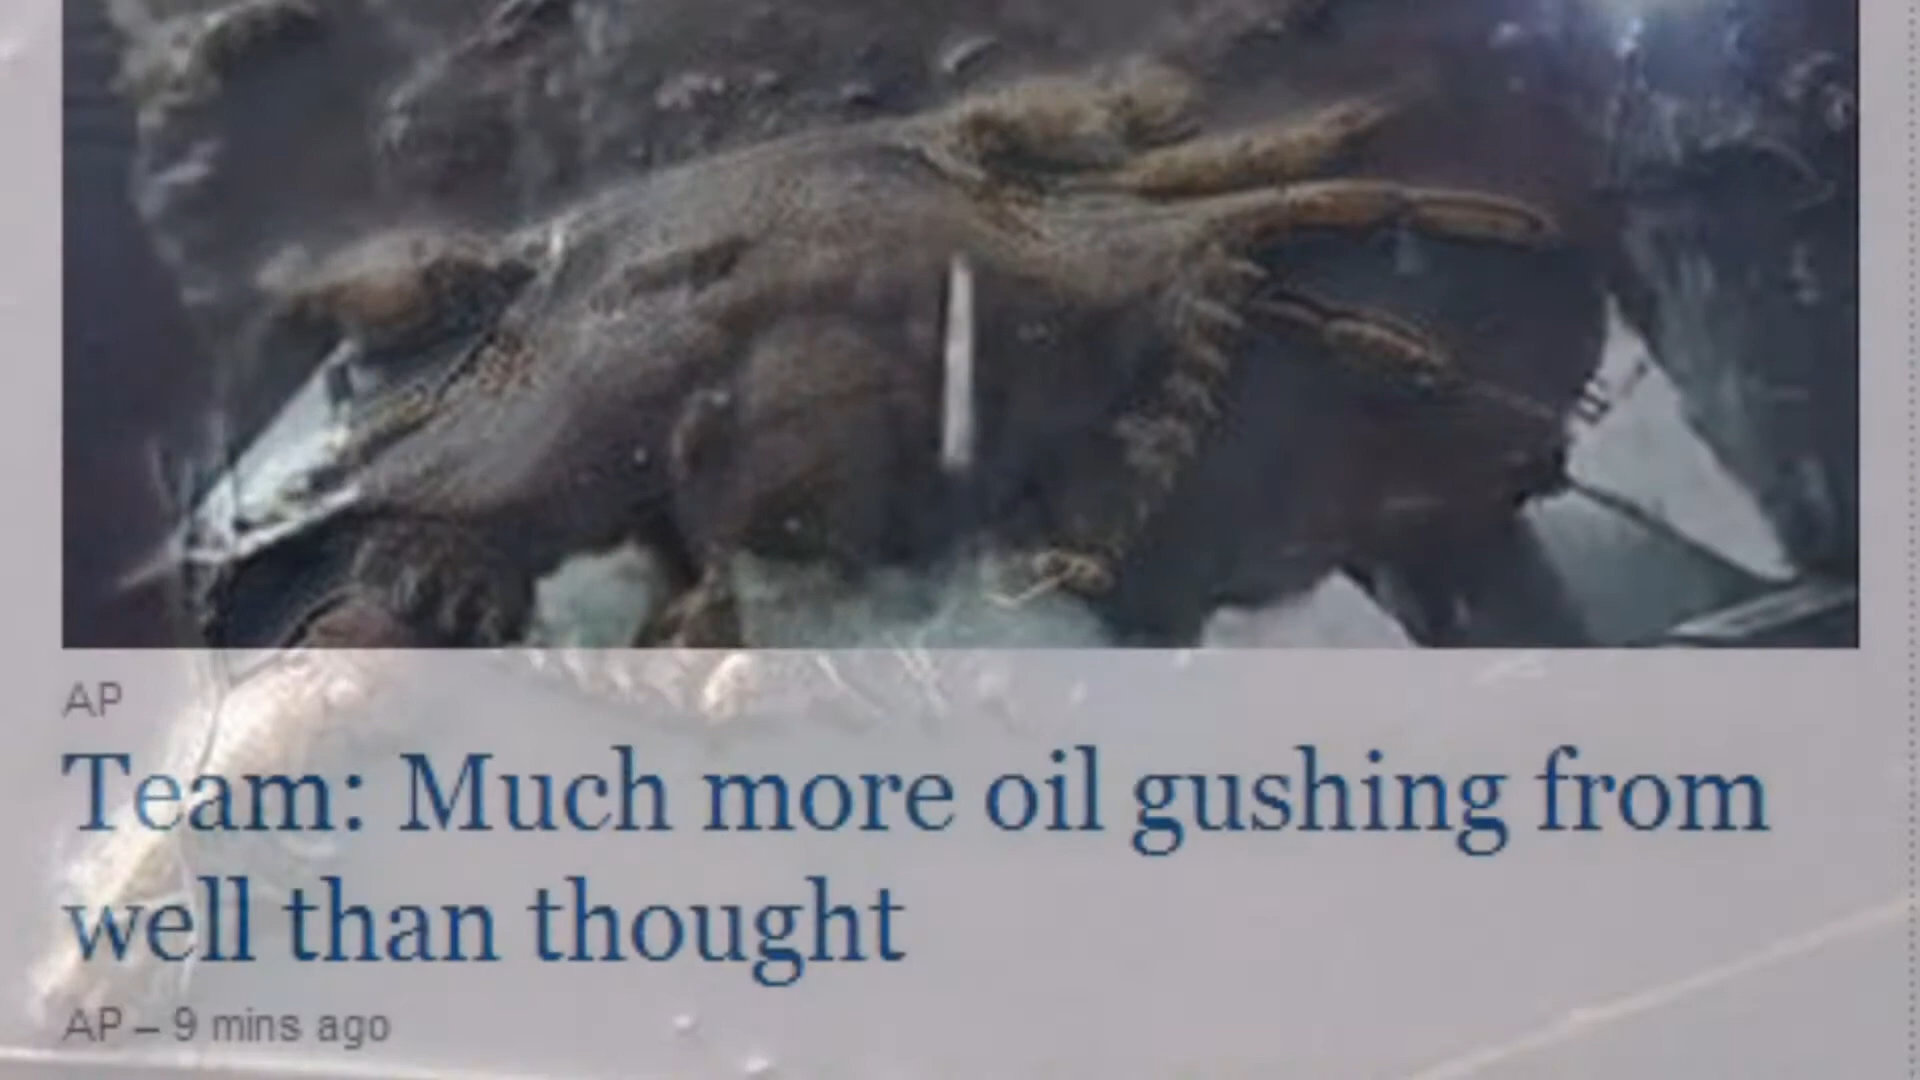 AP
Team: Much more oil gushing from
well than thought
AP – 9 mins ago